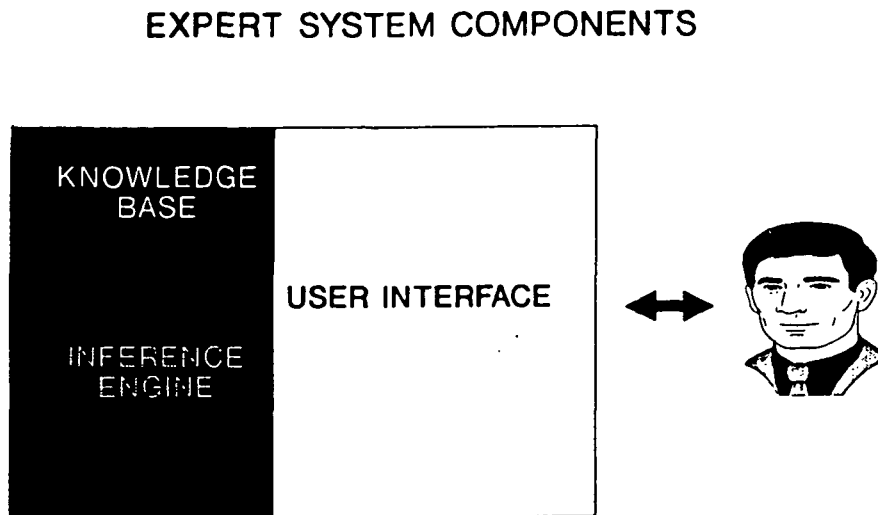 EXPERT SYSTEM COMPONENTS
KNOWLEDGE
BASE
USER INTERFACE
INFERENCE
ENGINE